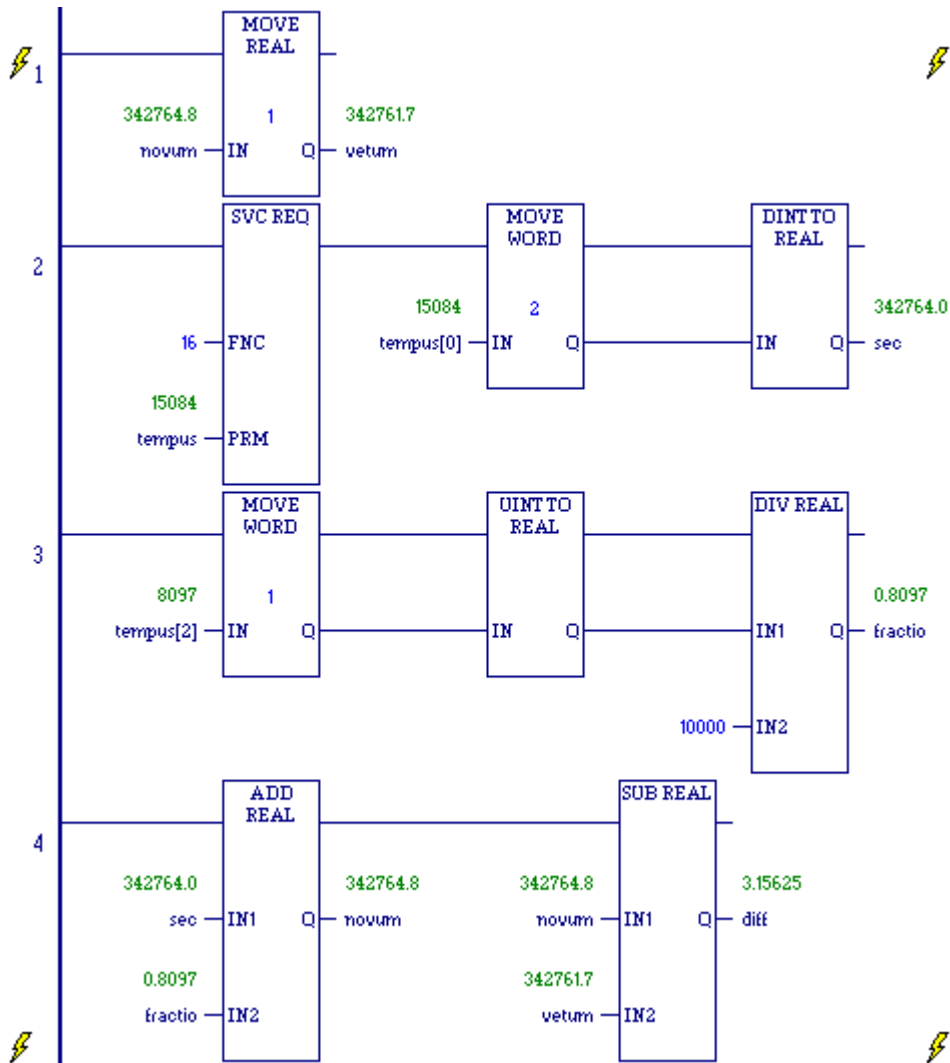 MOVE
REAL
1
342764.8 1 342761.7
novum IN Q vetum
SVC REQ MOVE WORD DINT TO REAL
2
15084 2 342764.0
16 FNC tempus[0] IN Q IN Q sec
15084
tempus PRM
MOVE WORD UINT TO REAL DIV REAL
3
8097 1 0.8097
tempus[2] IN Q IN Q IN1 Q fractio
10000 IN2
ADD REAL SUB REAL
4
342764.0 342764.8 342764.8 3.15625
sec IN1 Q novum novum IN1 Q diff
0.8097 342761.7
fractio IN2 vetum IN2